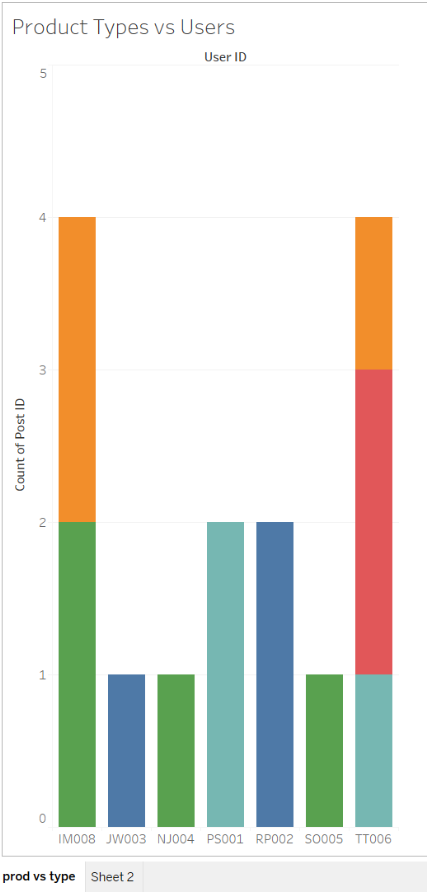 Product Types vs Users
User ID
5
4
3
2
1
0
Count of Post ID
IM008 JW003 NJ004 PS001 RP002 SO005 TT006
prod vs type Sheet 2